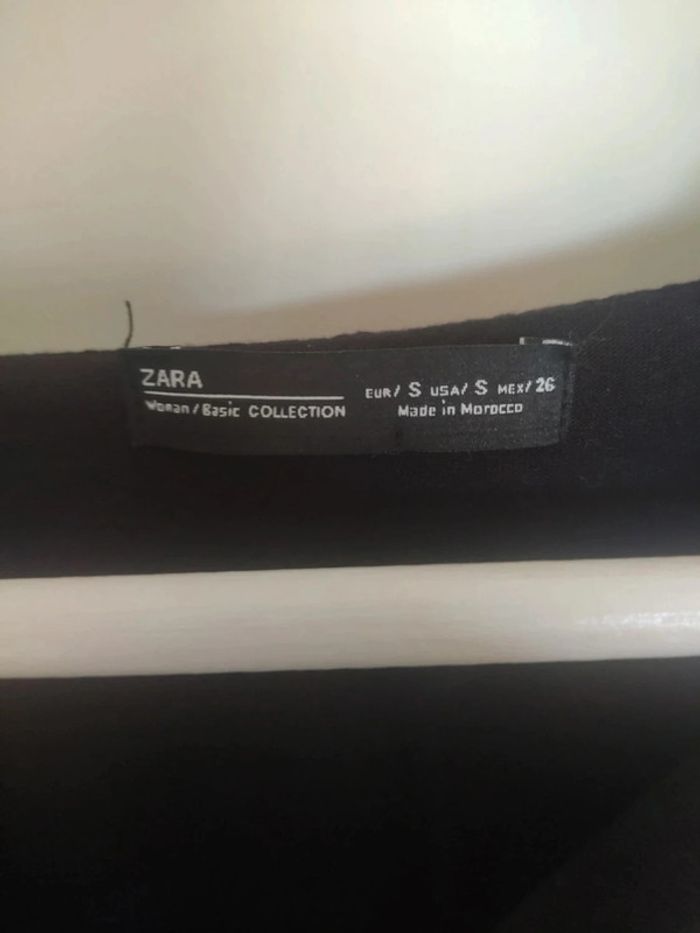 ZARA
Woman / Basic COLLECTION
EUR/ S USA/ S MEX/ 26
Made in Morocco